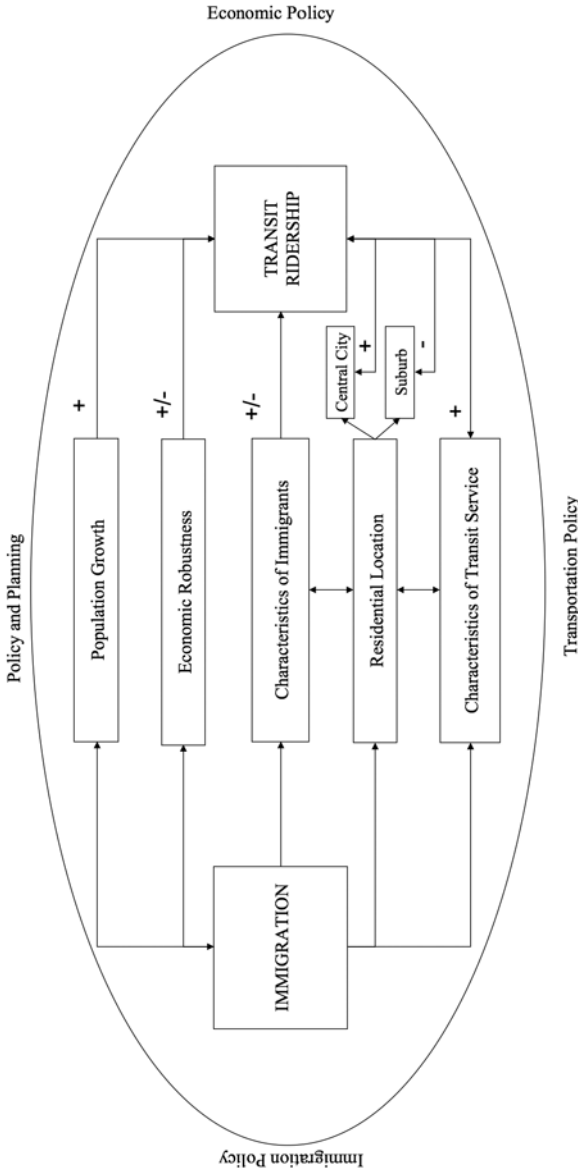 Policy and Planning
Economic Policy
Immigration Policy
Transportation Policy
IMMIGRATION
Population Growth
+
Economic Robustness
+/-
Characteristics of Immigrants
+/-
Residential Location
Central City
+
Suburb
-
Characteristics of Transit Service
+
TRANSIT
RIDERSHIP